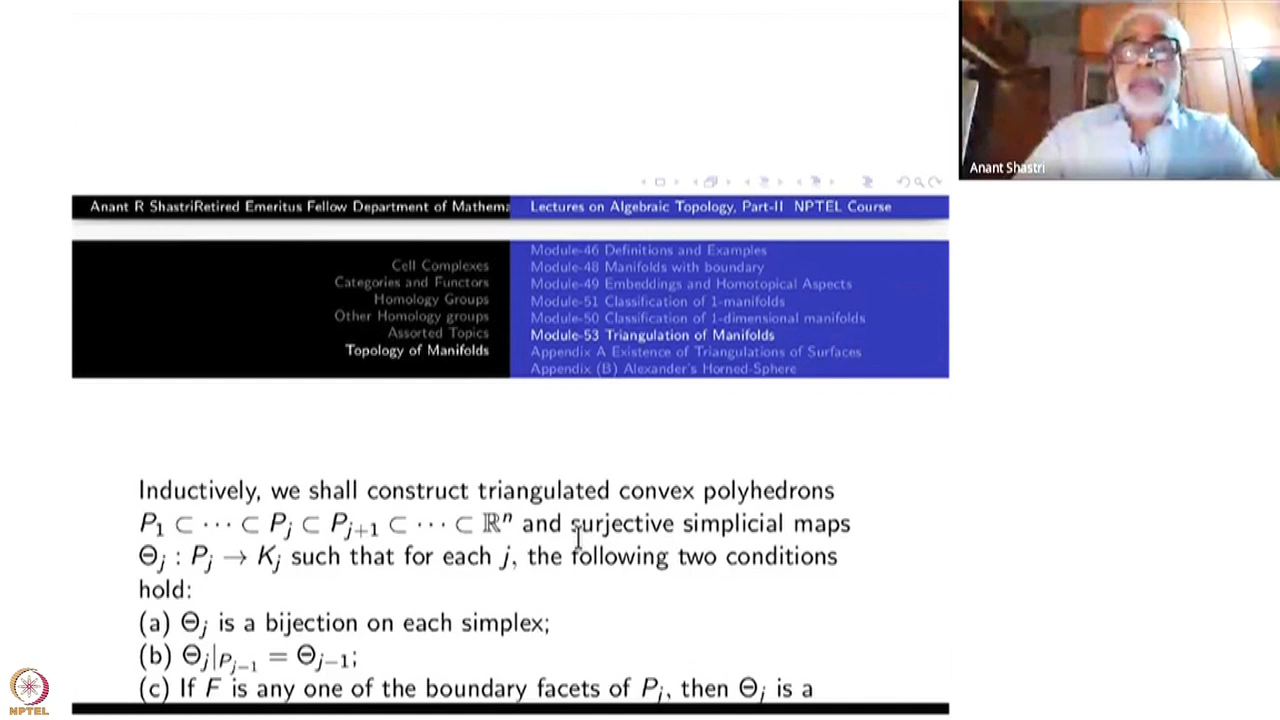 Anant Shastri
Anant R ShastriRetired Emeritus Fellow Department of Mathema
Lectures on Algebraic Topology, Part-II NPTEL Course
Cell Complexes
Categories and Functors
Homology Groups
Other Homology groups
Assorted Topics
Topology of Manifolds
Module-46 Definitions and Examples
Module-48 Manifolds with boundary
Module-49 Embeddings and Homotopical Aspects
Module-51 Classification of 1-manifolds
Module-50 Classification of 1-dimensional manifolds
Module-53 Triangulation of Manifolds
Appendix A Existence of Triangulations of Surfaces
Appendix (B) Alexander's Horned-Sphere
Inductively, we shall construct triangulated convex polyhedrons
P₁ ⊂ ··· ⊂ Pⱼ ⊂ Pⱼ₊₁ ⊂ ··· ⊂ ℝⁿ and surjective simplicial maps
Θⱼ : Pⱼ → Kⱼ such that for each j, the following two conditions
hold:
(a) Θⱼ is a bijection on each simplex;
(b) Θⱼ|_{Pⱼ₋₁} = Θⱼ₋₁;
(c) If F is any one of the boundary facets of Pⱼ, then Θⱼ is a
NPTEL